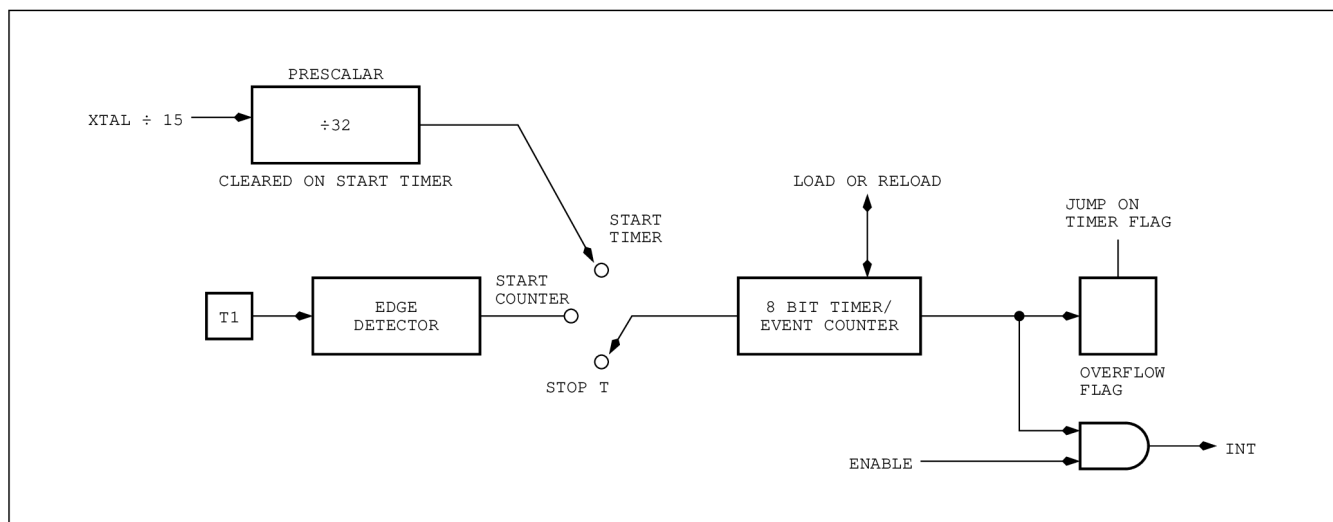 PRESCALAR
XTAL ÷ 15
÷32
CLEARED ON START TIMER
LOAD OR RELOAD
JUMP ON
TIMER FLAG
START
TIMER
START
COUNTER
T1
EDGE
DETECTOR
8 BIT TIMER/
EVENT COUNTER
STOP T
OVERFLOW
FLAG
ENABLE
INT